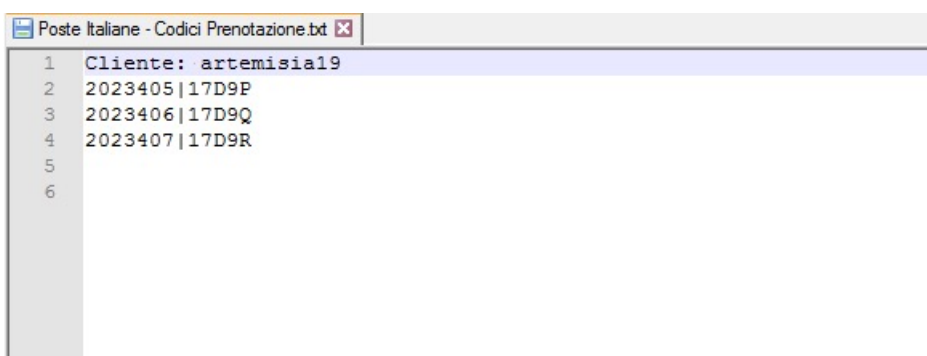 Poste Italiane - Codici Prenotazione.txt
1 Cliente: artemisia19
2 2023405|17D9P
3 2023406|17D9Q
4 2023407|17D9R
5
6